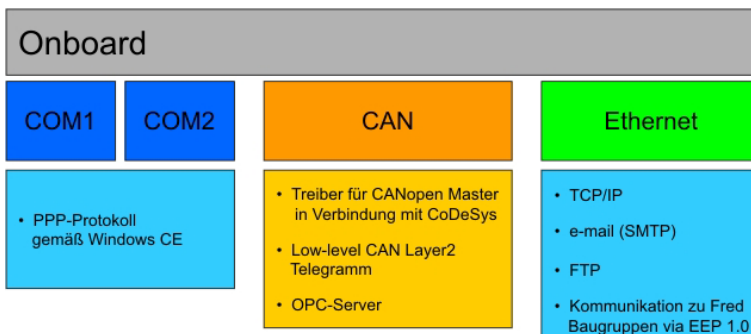 Onboard
COM1
COM2
CAN
Ethernet
• PPP-Protokoll
gemäß Windows CE
• Treiber für CANopen Master
in Verbindung mit CoDeSys
• Low-level CAN Layer2
Telegramm
• OPC-Server
• TCP/IP
• e-mail (SMTP)
• FTP
• Kommunikation zu Fred
Baugruppen via EEP 1.0